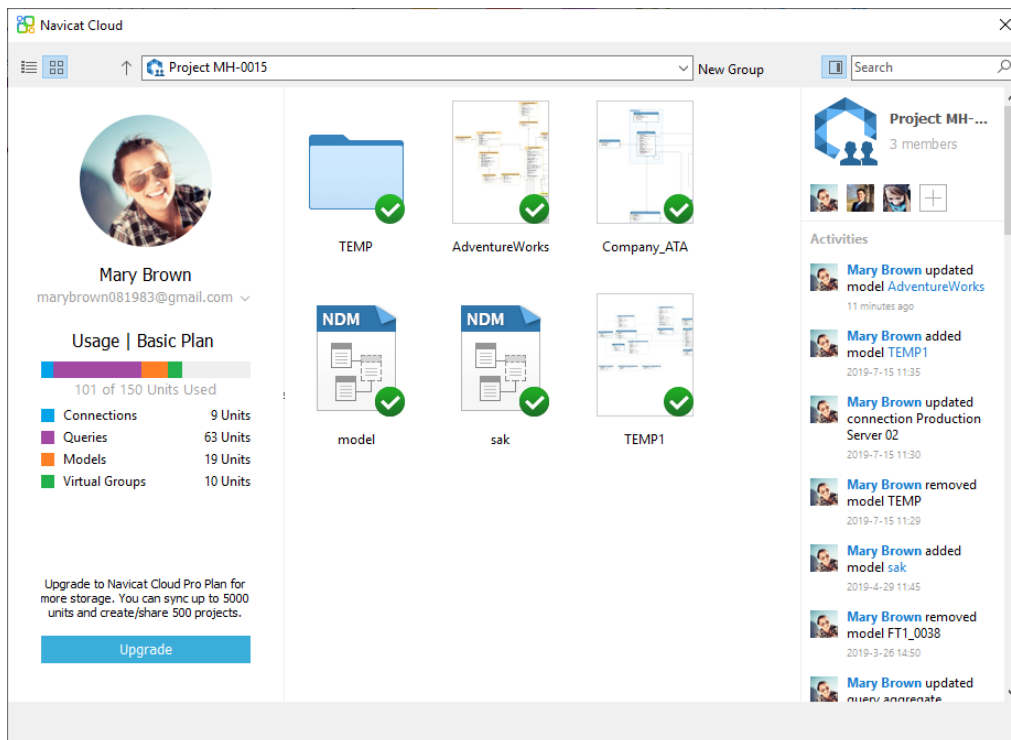 Navicat Cloud
Project MH-0015
New Group
Search
Mary Brown
marybrown081983@gmail.com
Usage | Basic Plan
101 of 150 Units Used
Connections 9 Units
Queries 63 Units
Models 19 Units
Virtual Groups 10 Units
Upgrade to Navicat Cloud Pro Plan for
more storage. You can sync up to 5000
units and create/share 500 projects.
Upgrade
TEMP
AdventureWorks
Company_ATA
NDM
model
NDM
sak
TEMP1
Project MH-...
3 members
Activities
Mary Brown updated
model AdventureWorks
11 minutes ago
Mary Brown added
model TEMP1
2019-7-15 11:35
Mary Brown updated
connection Production
Server 02
2019-7-15 11:30
Mary Brown removed
model TEMP
2019-7-15 11:29
Mary Brown added
model sak
2019-4-29 11:45
Mary Brown removed
model FT1_0038
2019-3-26 14:50
Mary Brown updated
query aggregate